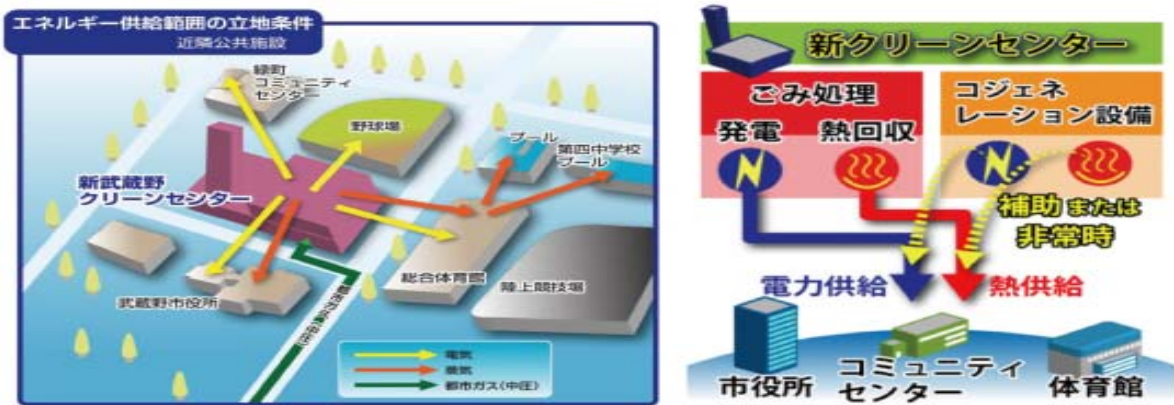 エネルギー供給範囲の立地条件
近隣公共施設
緑町
コミュニティ
センター
野球場
プール
第四中学校
プール
新武蔵野
クリーンセンター
総合体育館
陸上競技場
武蔵野市役所
都市ガス(中圧)
電気
蒸気
都市ガス(中圧)
新クリーンセンター
ごみ処理
発電
熱回収
コジェネ
レーション設備
補助または
非常時
電力供給
熱供給
市役所
コミュニティ
センター
体育館